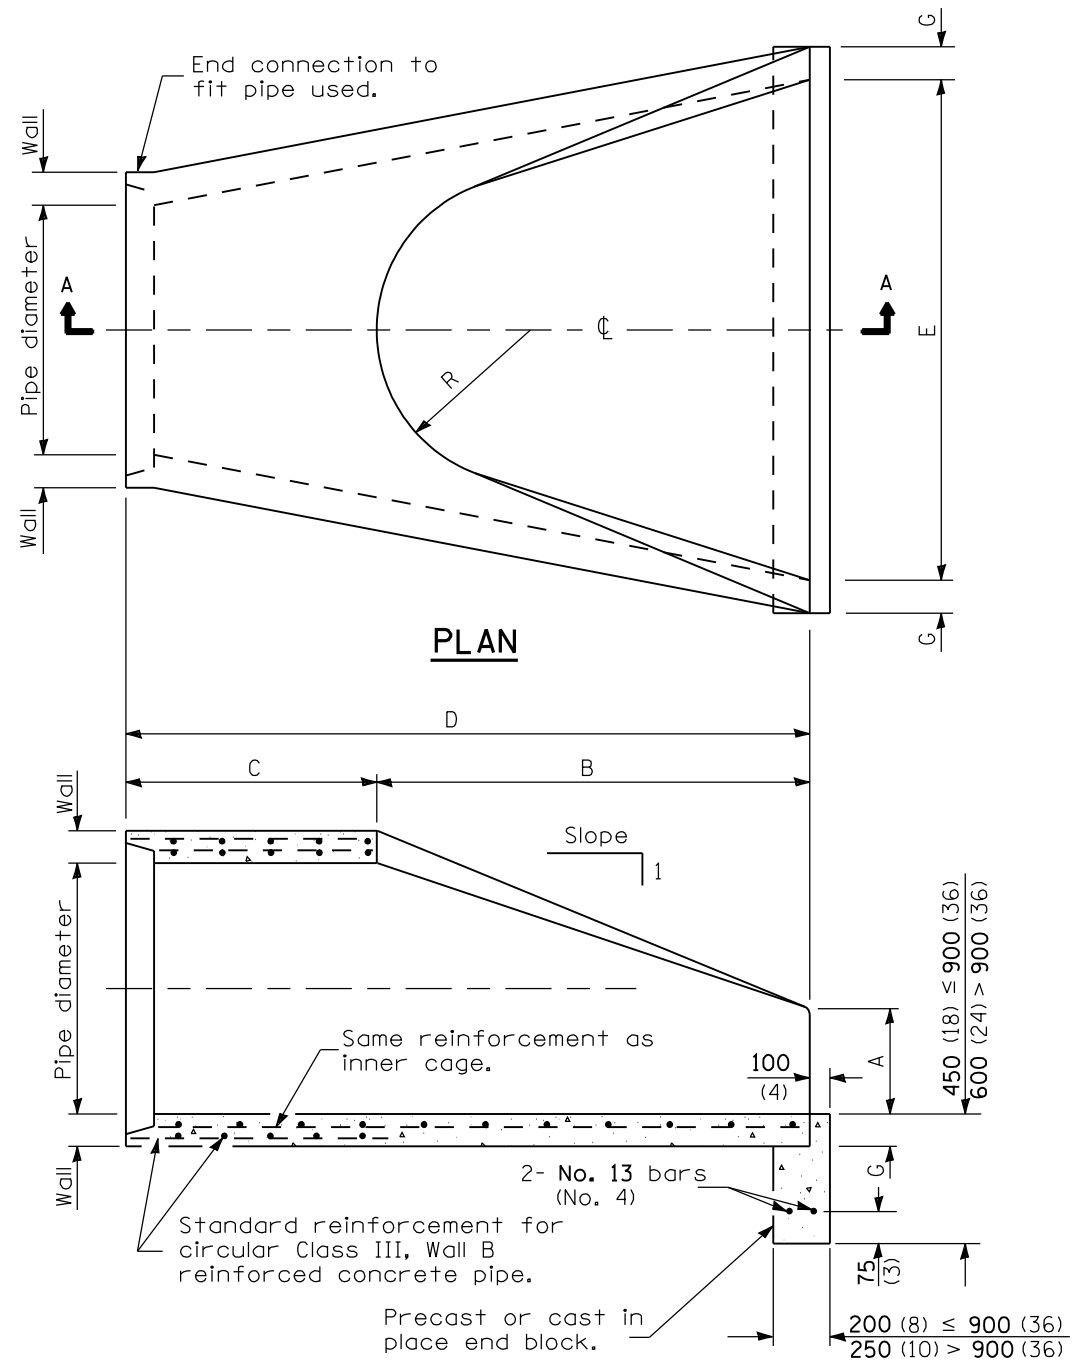 G
End connection to
fit pipe used.
Wall
Pipe diameter
A
A
℄
E
R
Wall
G
PLAN
D
C
B
Wall
Slope
1
450 (18) ≤ 900 (36)
600 (24) > 900 (36)
Pipe diameter
Same reinforcement as
inner cage.
100
(4)
A
Wall
2- No. 13 bars
(No. 4)
G
Standard reinforcement for
circular Class III, Wall B
reinforced concrete pipe.
75
(3)
Precast or cast in
place end block.
200 (8) ≤ 900 (36)
250 (10) > 900 (36)